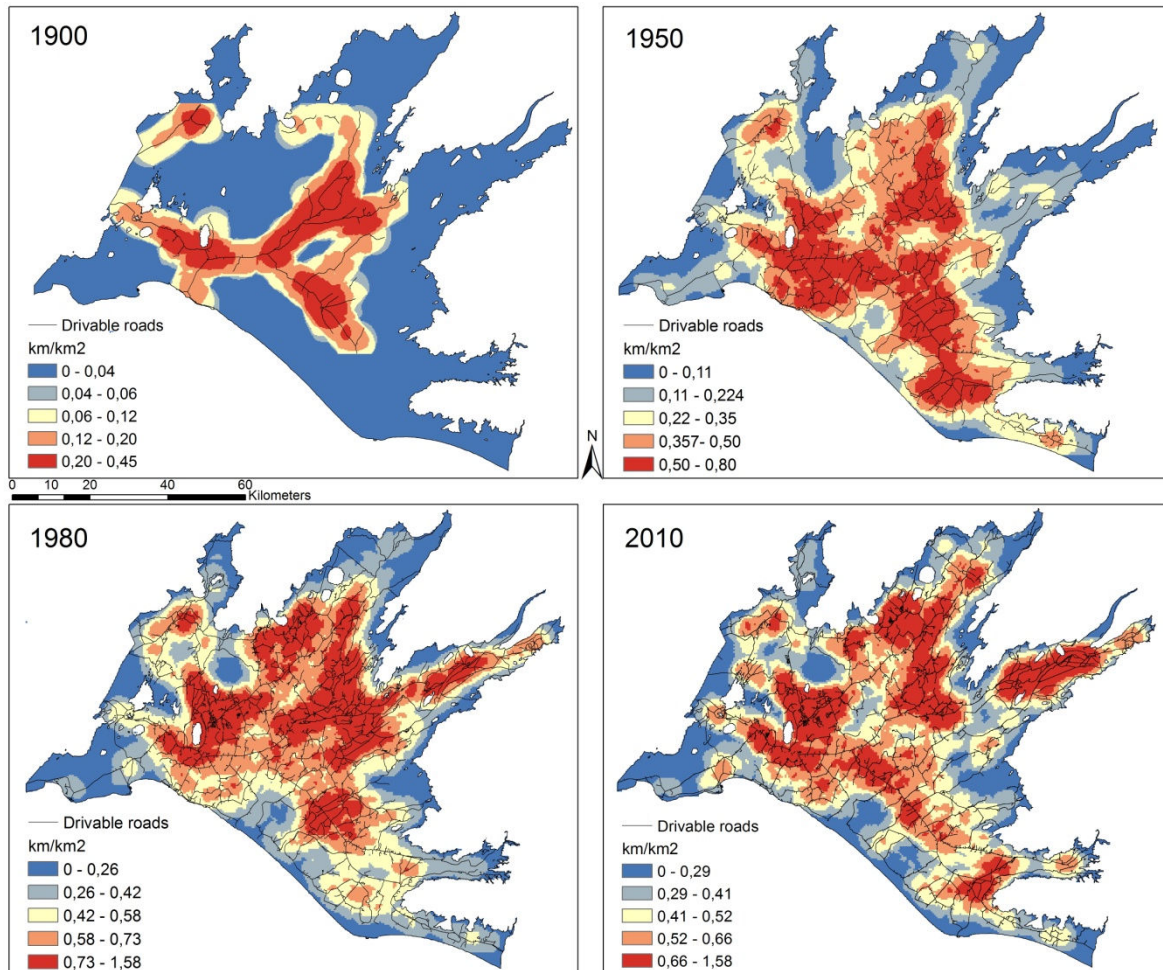 1900
Drivable roads
km/km2
0 - 0,04
0,04 - 0,06
0,06 - 0,12
0,12 - 0,20
0,20 - 0,45
1950
Drivable roads
km/km2
0 - 0,11
0,11 - 0,224
0,22 - 0,35
0,357- 0,50
0,50 - 0,80
N
0 10 20 40 60
Kilometers
1980
Drivable roads
km/km2
0 - 0,26
0,26 - 0,42
0,42 - 0,58
0,58 - 0,73
0,73 - 1,58
2010
Drivable roads
km/km2
0 - 0,29
0,29 - 0,41
0,41 - 0,52
0,52 - 0,66
0,66 - 1,58